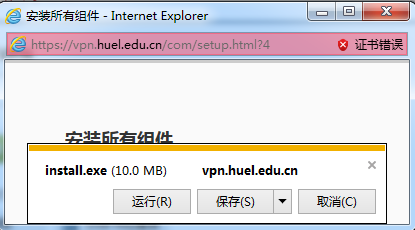 安装所有组件 - Internet Explorer
https://vpn.huel.edu.cn/com/setup.html?4 证书错误
安装所有组件
install.exe (10.0 MB) vpn.huel.edu.cn
运行(R) 保存(S) 取消(C)